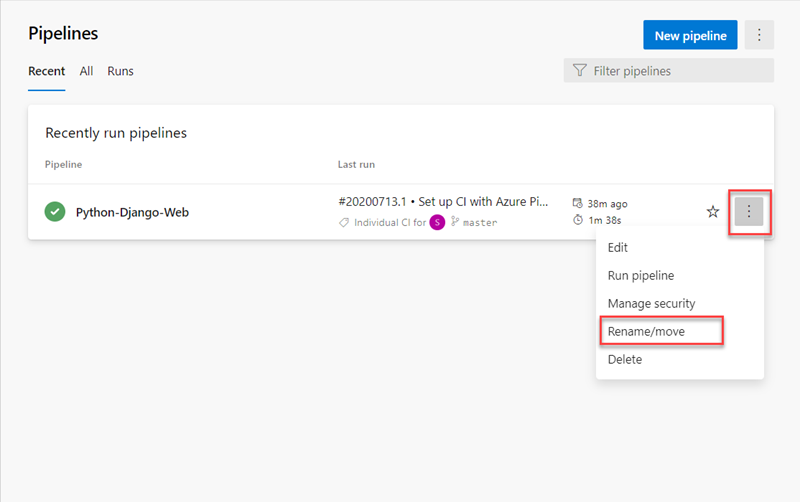 Pipelines
New pipeline
Recent All Runs
Filter pipelines
Recently run pipelines
Pipeline Last run
Python-Django-Web
#20200713.1 • Set up CI with Azure Pi...
38m ago
Individual CI for S master
1m 38s
Edit
Run pipeline
Manage security
Rename/move
Delete